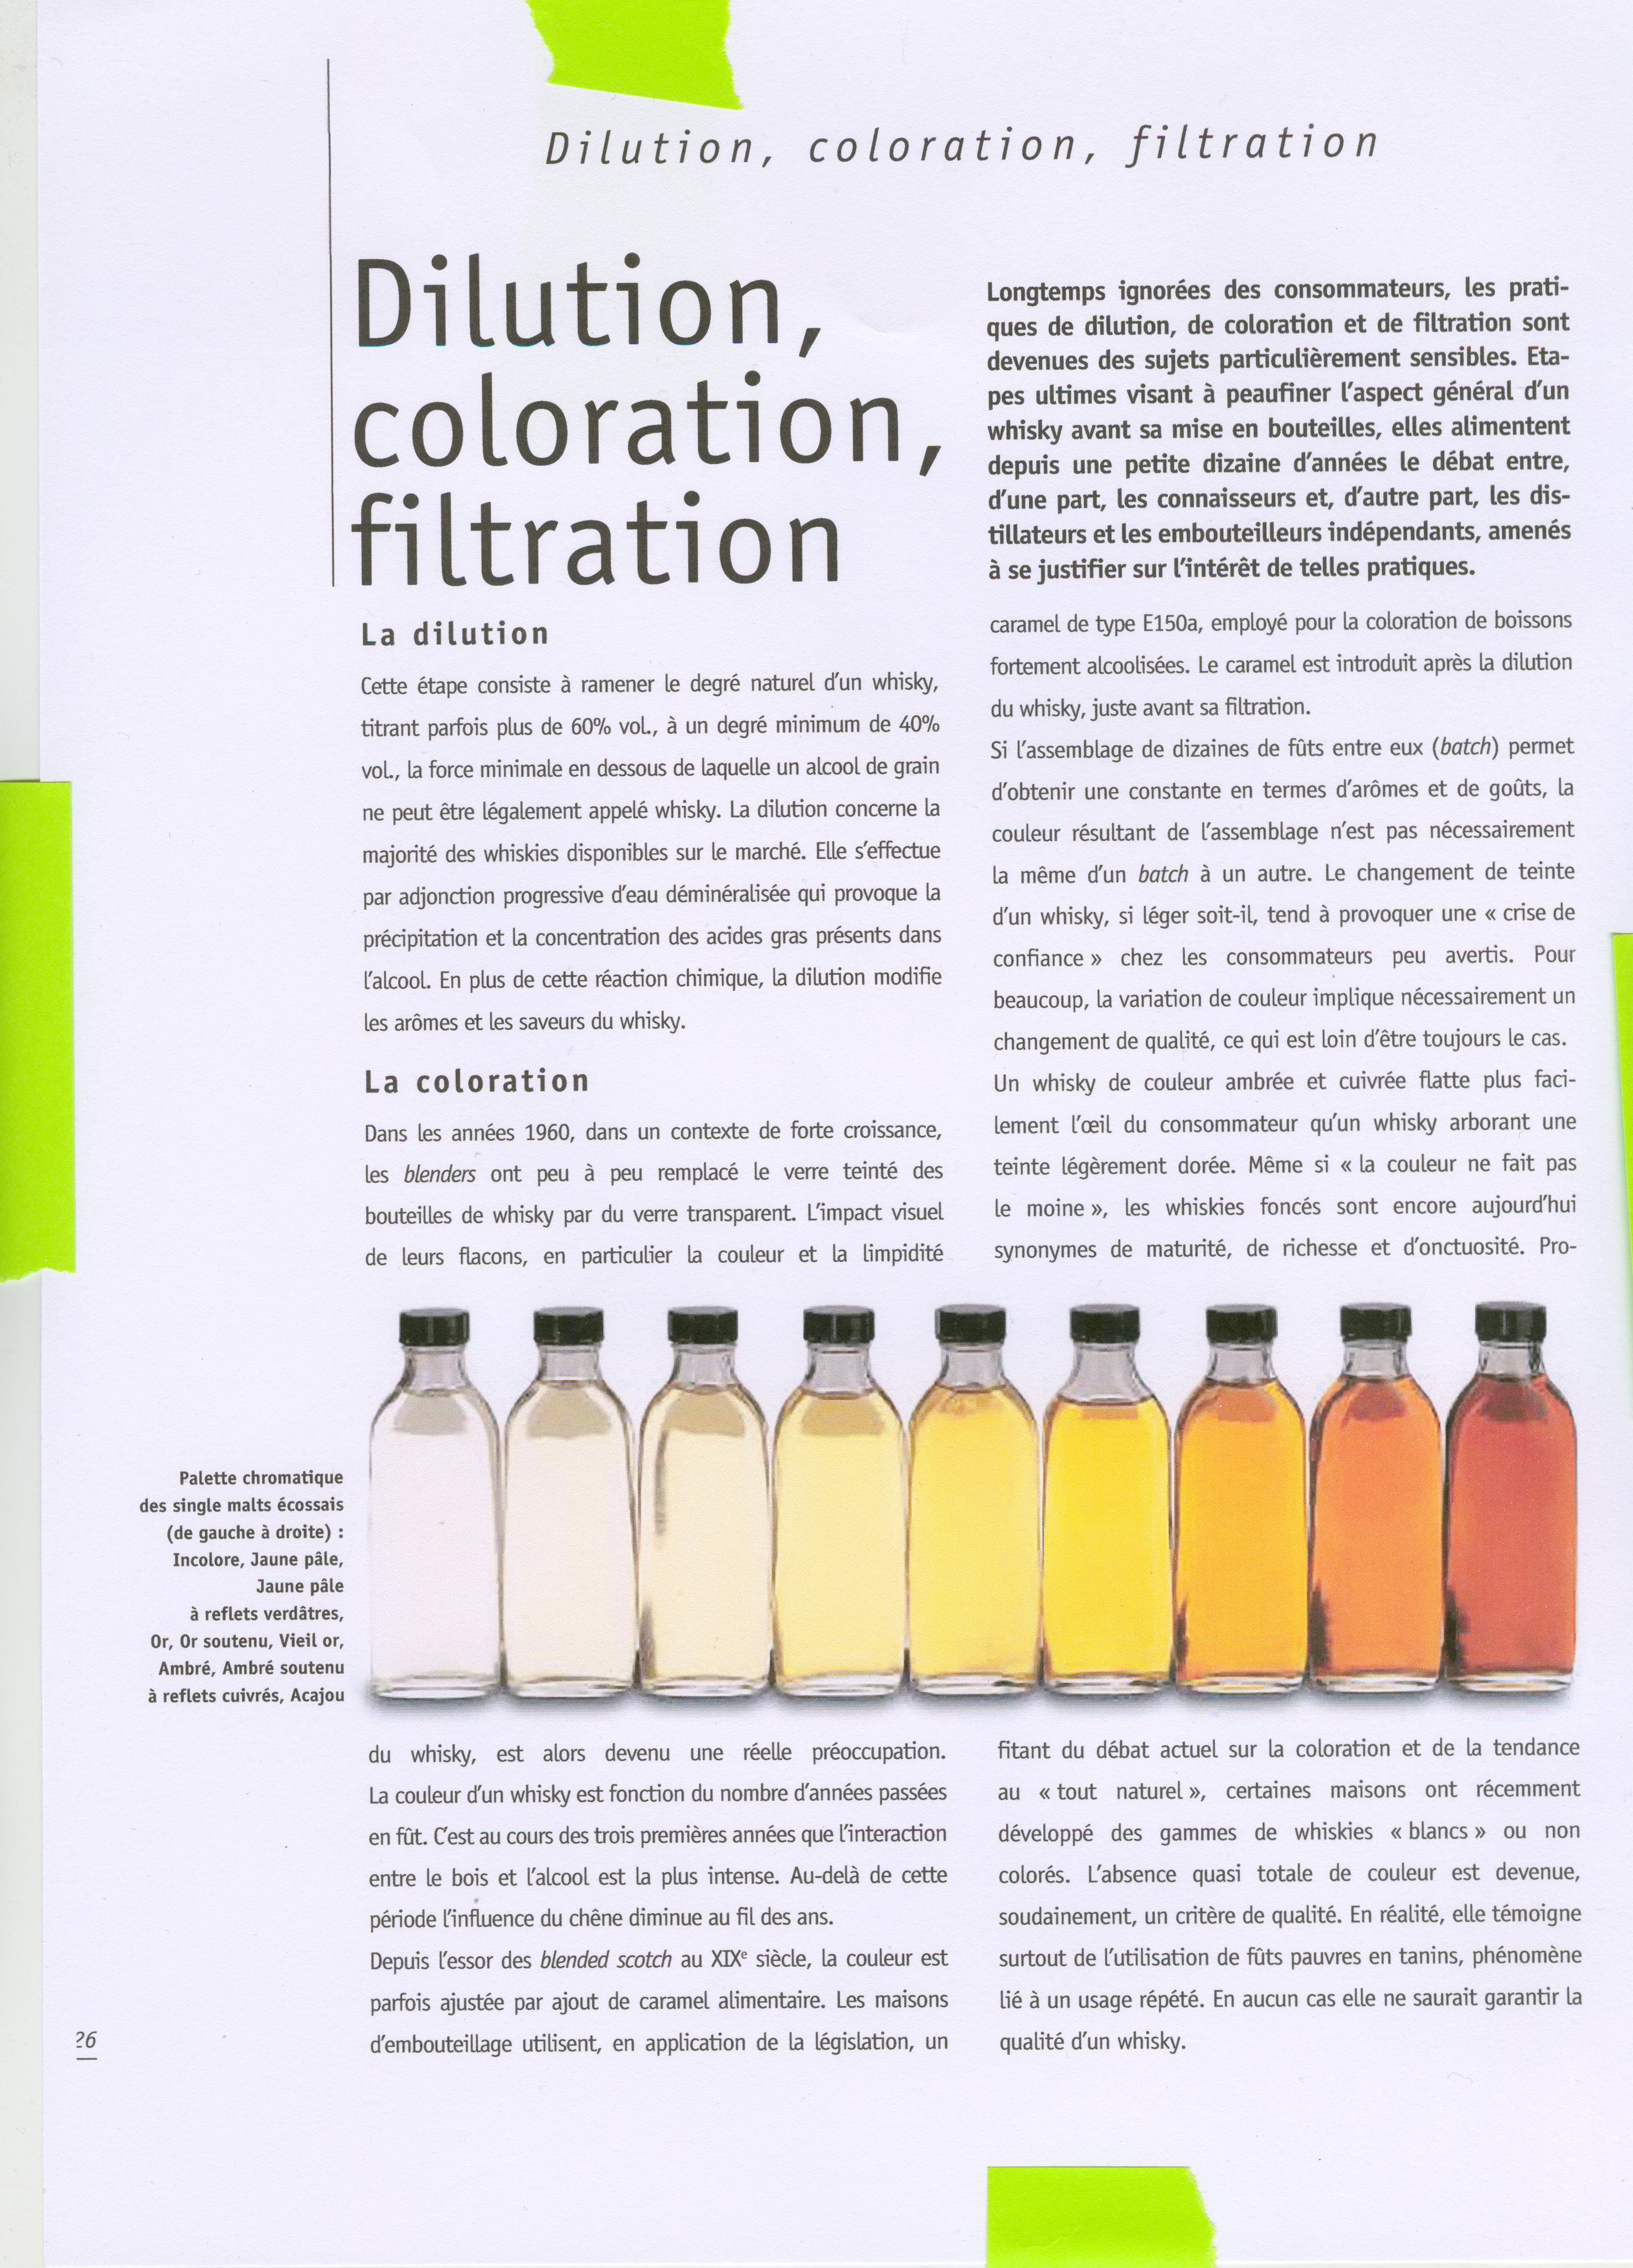 Dilution, coloration, filtration
Dilution,
coloration,
filtration
Longtemps ignorées des consommateurs, les prati-
ques de dilution, de coloration et de filtration sont
devenues des sujets particulièrement sensibles. Eta-
pes ultimes visant à peaufiner l'aspect général d'un
whisky avant sa mise en bouteilles, elles alimentent
depuis une petite dizaine d'années le débat entre,
d'une part, les connaisseurs et, d'autre part, les dis-
tillateurs et les embouteilleurs indépendants, amenés
à se justifier sur l'intérêt de telles pratiques.
La dilution
Cette étape consiste à ramener le degré naturel d'un whisky,
titrant parfois plus de 60% vol., à un degré minimum de 40%
vol., la force minimale en dessous de laquelle un alcool de grain
ne peut être légalement appelé whisky. La dilution concerne la
majorité des whiskies disponibles sur le marché. Elle s'effectue
par adjonction progressive d'eau déminéralisée qui provoque la
précipitation et la concentration des acides gras présents dans
l'alcool. En plus de cette réaction chimique, la dilution modifie
les arômes et les saveurs du whisky.
La coloration
Dans les années 1960, dans un contexte de forte croissance,
les blenders ont peu à peu remplacé le verre teinté des
bouteilles de whisky par du verre transparent. L'impact visuel
de leurs flacons, en particulier la couleur et la limpidité
du whisky, est alors devenu une réelle préoccupation.
La couleur d'un whisky est fonction du nombre d'années passées
en fût. C'est au cours des trois premières années que l'interaction
entre le bois et l'alcool est la plus intense. Au-delà de cette
période l'influence du chêne diminue au fil des ans.
Depuis l'essor des blended scotch au XIXe siècle, la couleur est
parfois ajustée par ajout de caramel alimentaire. Les maisons
d'embouteillage utilisent, en application de la législation, un
caramel de type E150a, employé pour la coloration de boissons
fortement alcoolisées. Le caramel est introduit après la dilution
du whisky, juste avant sa filtration.
Si l'assemblage de dizaines de fûts entre eux (batch) permet
d'obtenir une constante en termes d'arômes et de goûts, la
couleur résultant de l'assemblage n'est pas nécessairement
la même d'un batch à un autre. Le changement de teinte
d'un whisky, si léger soit-il, tend à provoquer une « crise de
confiance » chez les consommateurs peu avertis. Pour
beaucoup, la variation de couleur implique nécessairement un
changement de qualité, ce qui est loin d'être toujours le cas.
Un whisky de couleur ambrée et cuivrée flatte plus faci-
lement l'œil du consommateur qu'un whisky arborant une
teinte légèrement dorée. Même si « la couleur ne fait pas
le moine », les whiskies foncés sont encore aujourd'hui
synonymes de maturité, de richesse et d'onctuosité. Pro-
fitant du débat actuel sur la coloration et de la tendance
au « tout naturel », certaines maisons ont récemment
développé des gammes de whiskies « blancs » ou non
colorés. L'absence quasi totale de couleur est devenue,
soudainement, un critère de qualité. En réalité, elle témoigne
surtout de l'utilisation de fûts pauvres en tanins, phénomène
lié à un usage répété. En aucun cas elle ne saurait garantir la
qualité d'un whisky.
Palette chromatique
des single malts écossais
(de gauche à droite) :
Incolore, Jaune pâle,
Jaune pâle
à reflets verdâtres,
Or, Or soutenu, Vieil or,
Ambré, Ambré soutenu
à reflets cuivrés, Acajou
26